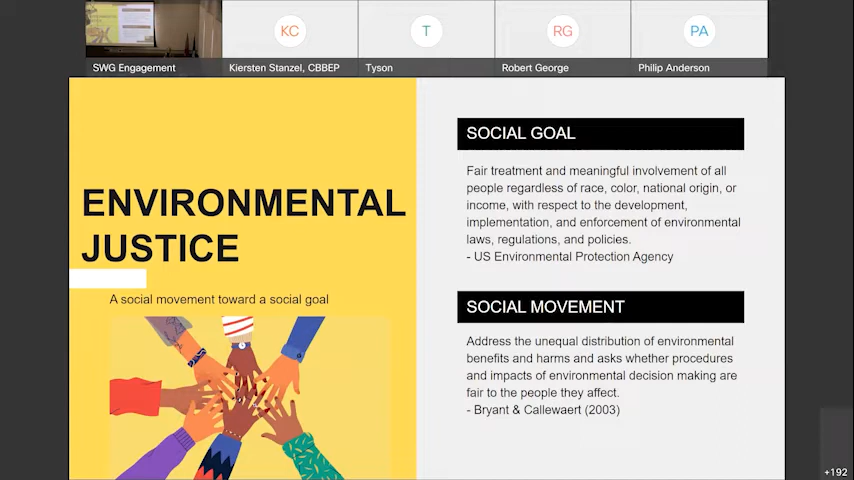 KC
T
RG
PA
SWG Engagement
Kiersten Stanzel, CBBEP
Tyson
Robert George
Philip Anderson
ENVIRONMENTAL
JUSTICE
A social movement toward a social goal
SOCIAL GOAL
Fair treatment and meaningful involvement of all
people regardless of race, color, national origin, or
income, with respect to the development,
implementation, and enforcement of environmental
laws, regulations, and policies.
- US Environmental Protection Agency
SOCIAL MOVEMENT
Address the unequal distribution of environmental
benefits and harms and asks whether procedures
and impacts of environmental decision making are
fair to the people they affect.
- Bryant & Callewaert (2003)
+192